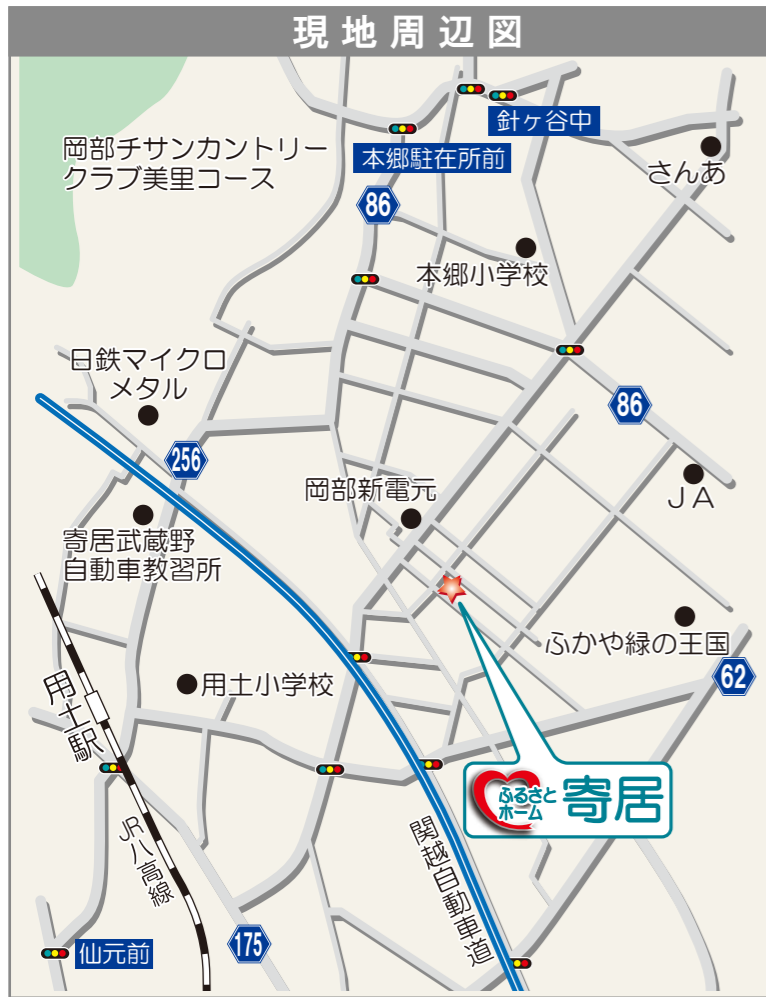 現地周辺図
針ヶ谷中
岡部チサンカントリー
クラブ美里コース
本郷駐在所前
さんあ
86
本郷小学校
日鉄マイクロ
メタル
86
256
岡部新電元
JA
寄居武蔵野
自動車教習所
ふかや緑の王国
62
用土小学校
用土駅
ふるさと
ホーム
寄居
JR八高線
関越自動車道
175
仙元前